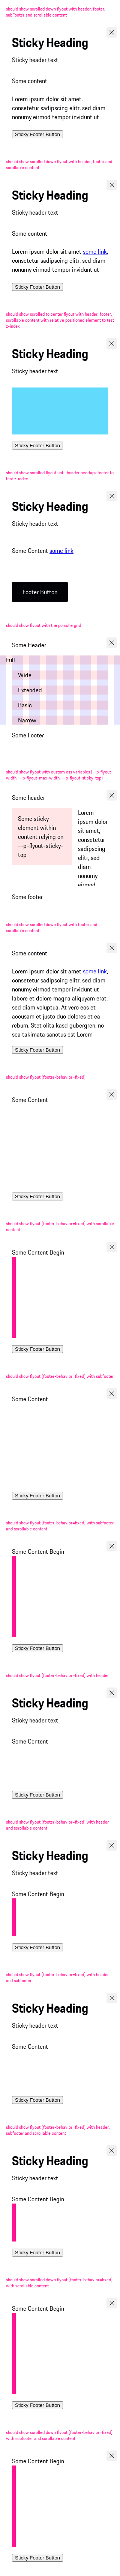 should show scrolled down flyout with header, footer,
subfooter and scrollable content
Sticky Heading
Sticky header text
Some content
Lorem ipsum dolor sit amet,
consetetur sadipscing elitr, sed diam
nonumy eirmod tempor invidunt ut
Sticky Footer Button
should show scrolled down flyout with header, footer and
scrollable content
Sticky Heading
Sticky header text
Some content
Lorem ipsum dolor sit amet some link,
consetetur sadipscing elitr, sed diam
nonumy eirmod tempor invidunt ut
Sticky Footer Button
should show scrolled to center flyout with header, footer,
scrollable content with relative positioned element to test
z-index
Sticky Heading
Sticky header text
Sticky Footer Button
should show scrolled flyout until header overlaps footer to
test z-index
Sticky Heading
Sticky header text
Some Content some link
Footer Button
should show flyout with the porsche grid
Some Header
Full
Wide
Extended
Basic
Narrow
Some Footer
should show flyout with custom css variables (--p-flyout-
width, --p-flyout-max-width, --p-flyout-sticky-top)
Some header
Some sticky
element within
content relying on
--p-flyout-sticky-
top
Lorem
ipsum dolor
sit amet,
consetetur
sadipscing
elitr, sed
diam
nonumy
eirmod
Some footer
should show scrolled down flyout with footer and
scrollable content
Some content
Lorem ipsum dolor sit amet some link,
consetetur sadipscing elitr, sed diam
nonumy eirmod tempor invidunt ut
labore et dolore magna aliquyam erat,
sed diam voluptua. At vero eos et
accusam et justo duo dolores et ea
rebum. Stet clita kasd gubergren, no
sea takimata sanctus est Lorem
Sticky Footer Button
should show flyout (footer-behavior=fixed)
Some Content
Sticky Footer Button
should show flyout (footer-behavior=fixed) with scrollable
content
Some Content Begin
Sticky Footer Button
should show flyout (footer-behavior=fixed) with subfooter
Some Content
Sticky Footer Button
should show flyout (footer-behavior=fixed) with subfooter
and scrollable content
Some Content Begin
Sticky Footer Button
should show flyout (footer-behavior=fixed) with header
Sticky Heading
Sticky header text
Some Content
Sticky Footer Button
should show flyout (footer-behavior=fixed) with header
and scrollable content
Sticky Heading
Sticky header text
Some Content Begin
Sticky Footer Button
should show flyout (footer-behavior=fixed) with header
and subfooter
Sticky Heading
Sticky header text
Some Content
Sticky Footer Button
should show flyout (footer-behavior=fixed) with header,
subfooter and scrollable content
Sticky Heading
Sticky header text
Some Content Begin
Sticky Footer Button
should show scrolled down flyout (footer-behavior=fixed)
with scrollable content
Some Content Begin
Sticky Footer Button
should show scrolled down flyout (footer-behavior=fixed)
with subfooter and scrollable content
Some Content Begin
Sticky Footer Button